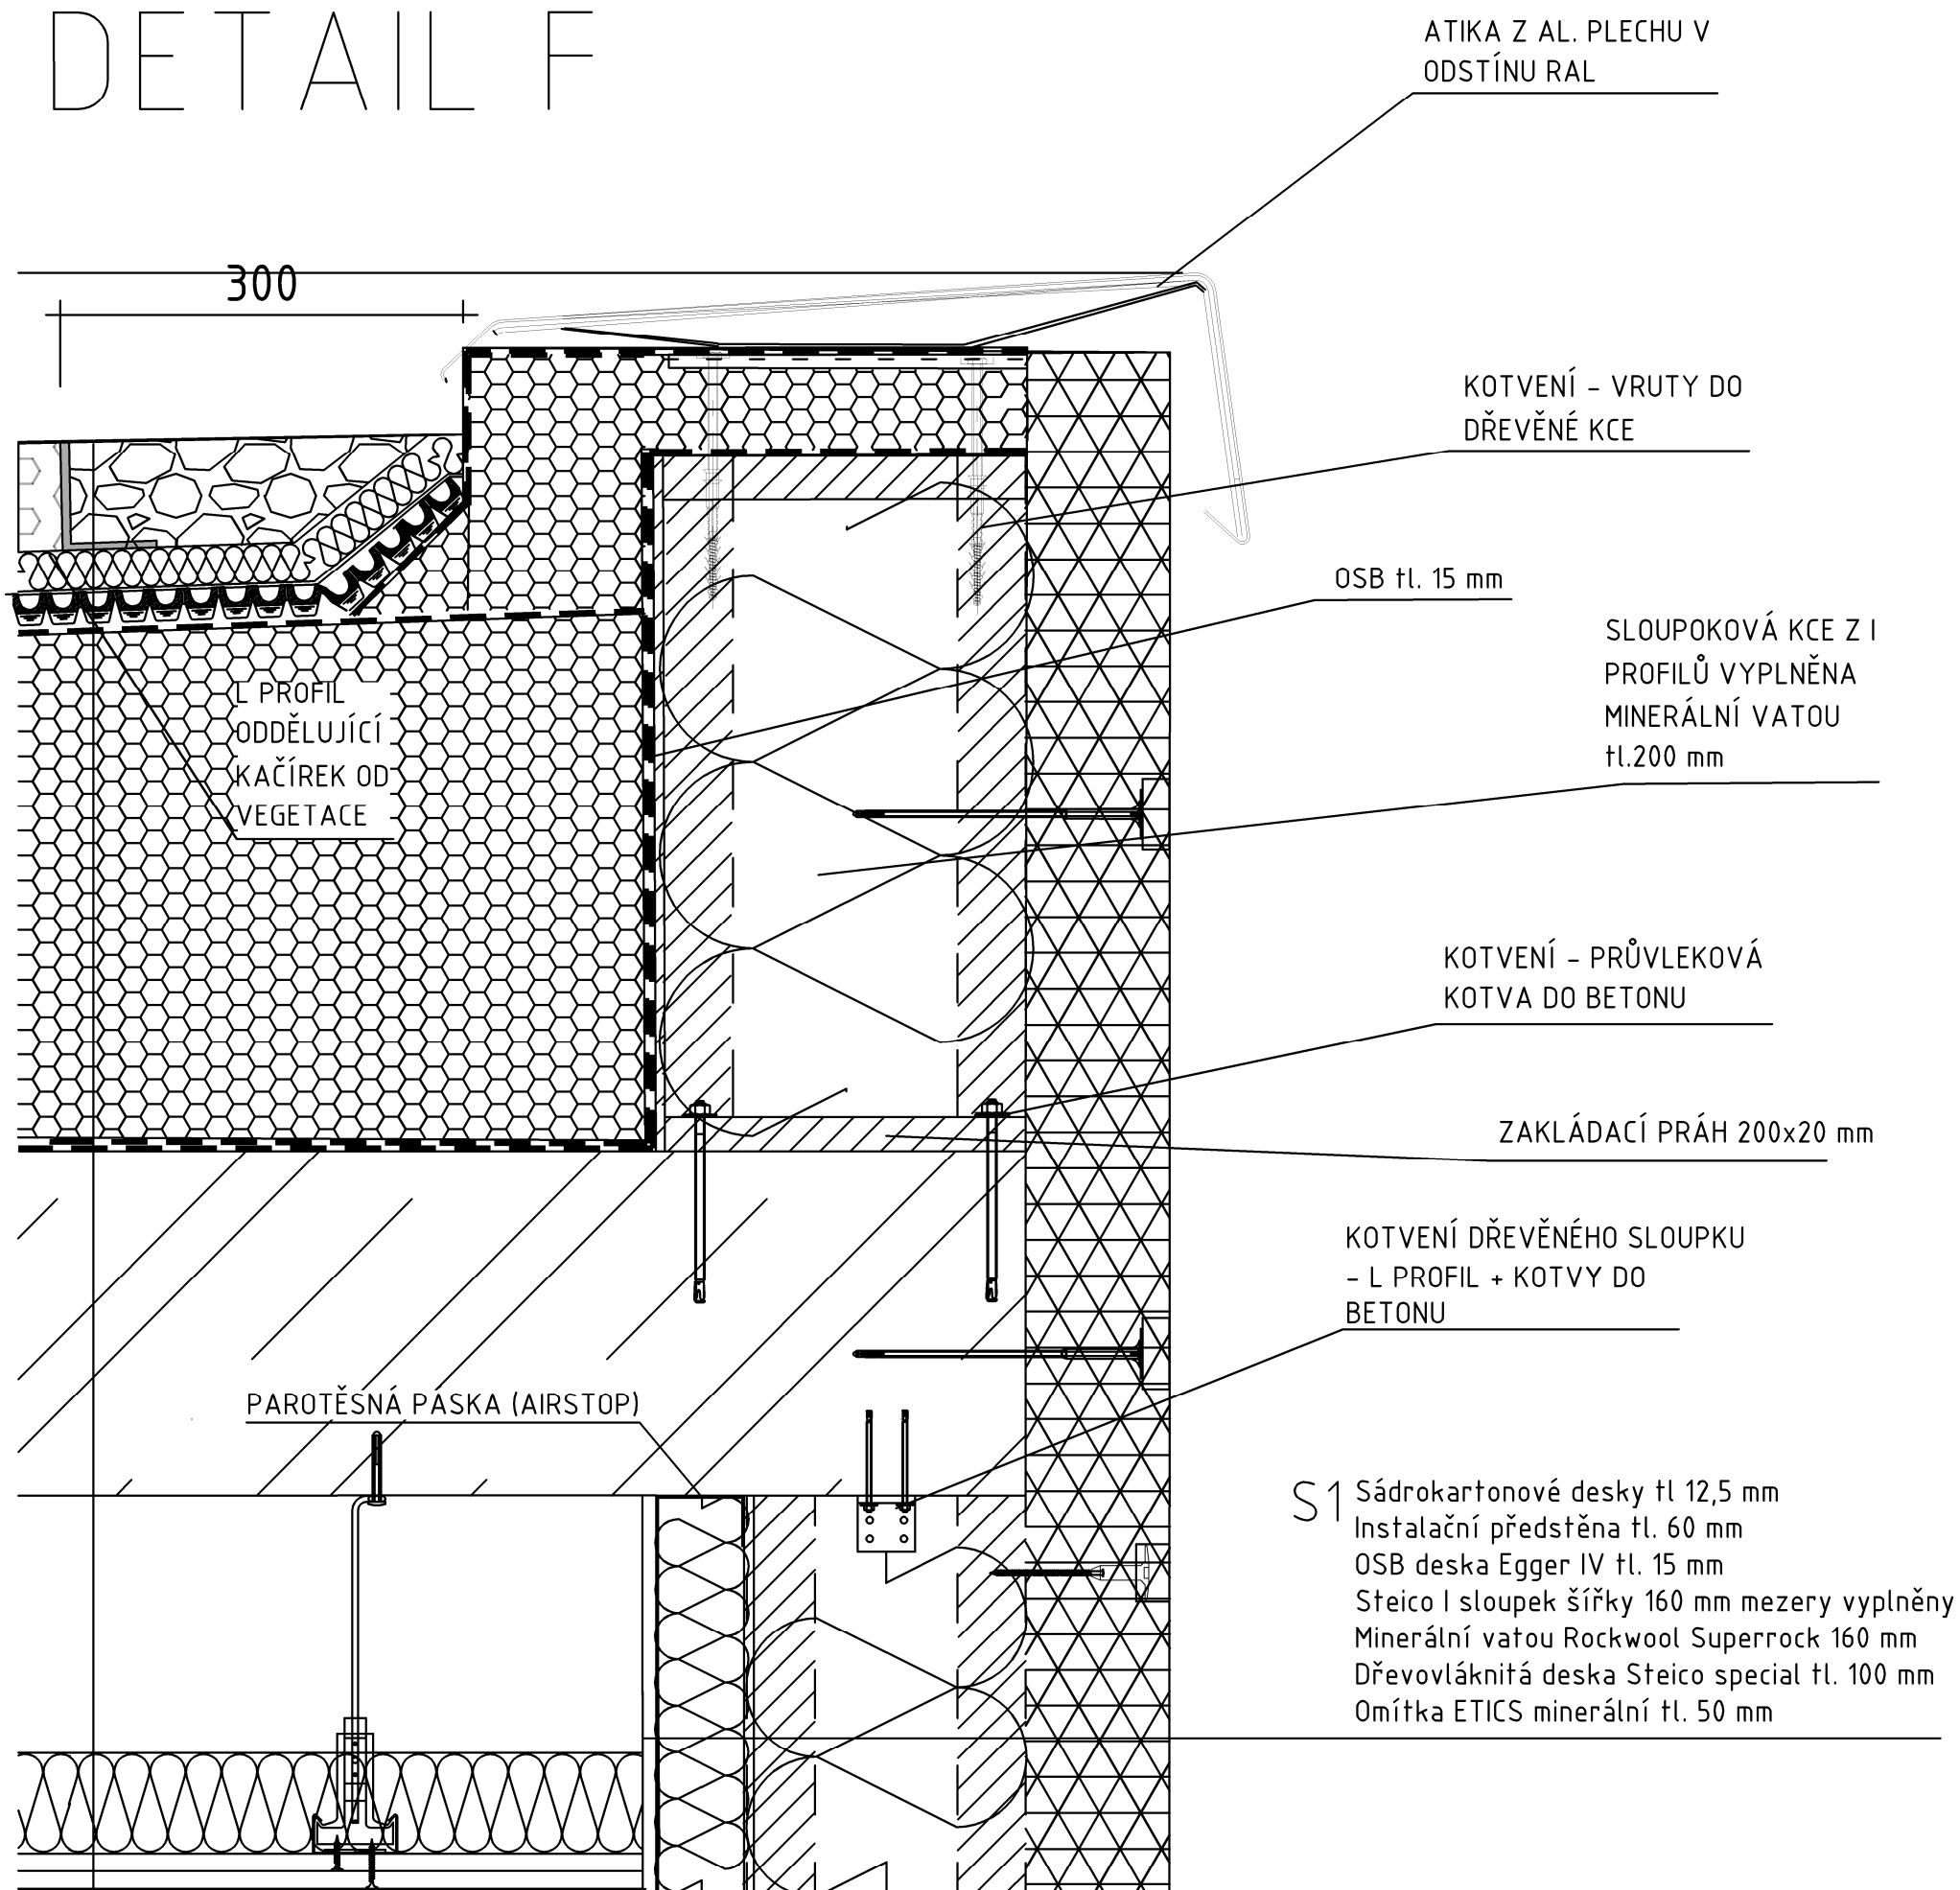 DETAIL F
ATIKA Z AL. PLECHU V
ODSTÍNU RAL
300
KOTVENÍ - VRUTY DO
DŘEVĚNÉ KCE
OSB tl. 15 mm
SLOUPOKOVÁ KCE Z I
PROFILŮ VYPLNĚNA
MINERÁLNÍ VATOU
tl.200 mm
L PROFIL
ODDĚLUJÍCÍ
KAČÍREK OD
VEGETACE
KOTVENÍ - PRŮVLEKOVÁ
KOTVA DO BETONU
ZAKLÁDACÍ PRÁH 200x20 mm
KOTVENÍ DŘEVĚNÉHO SLOUPKU
- L PROFIL + KOTVY DO
BETONU
PAROTĚSNÁ PÁSKA (AIRSTOP)
S1 Sádrokartonové desky tl 12,5 mm
Instalační předstěna tl. 60 mm
OSB deska Egger IV tl. 15 mm
Steico I sloupek šířky 160 mm mezery vyplněny
Minerální vatou Rockwool Superrock 160 mm
Dřevovláknitá deska Steico special tl. 100 mm
Omítka ETICS minerální tl. 50 mm